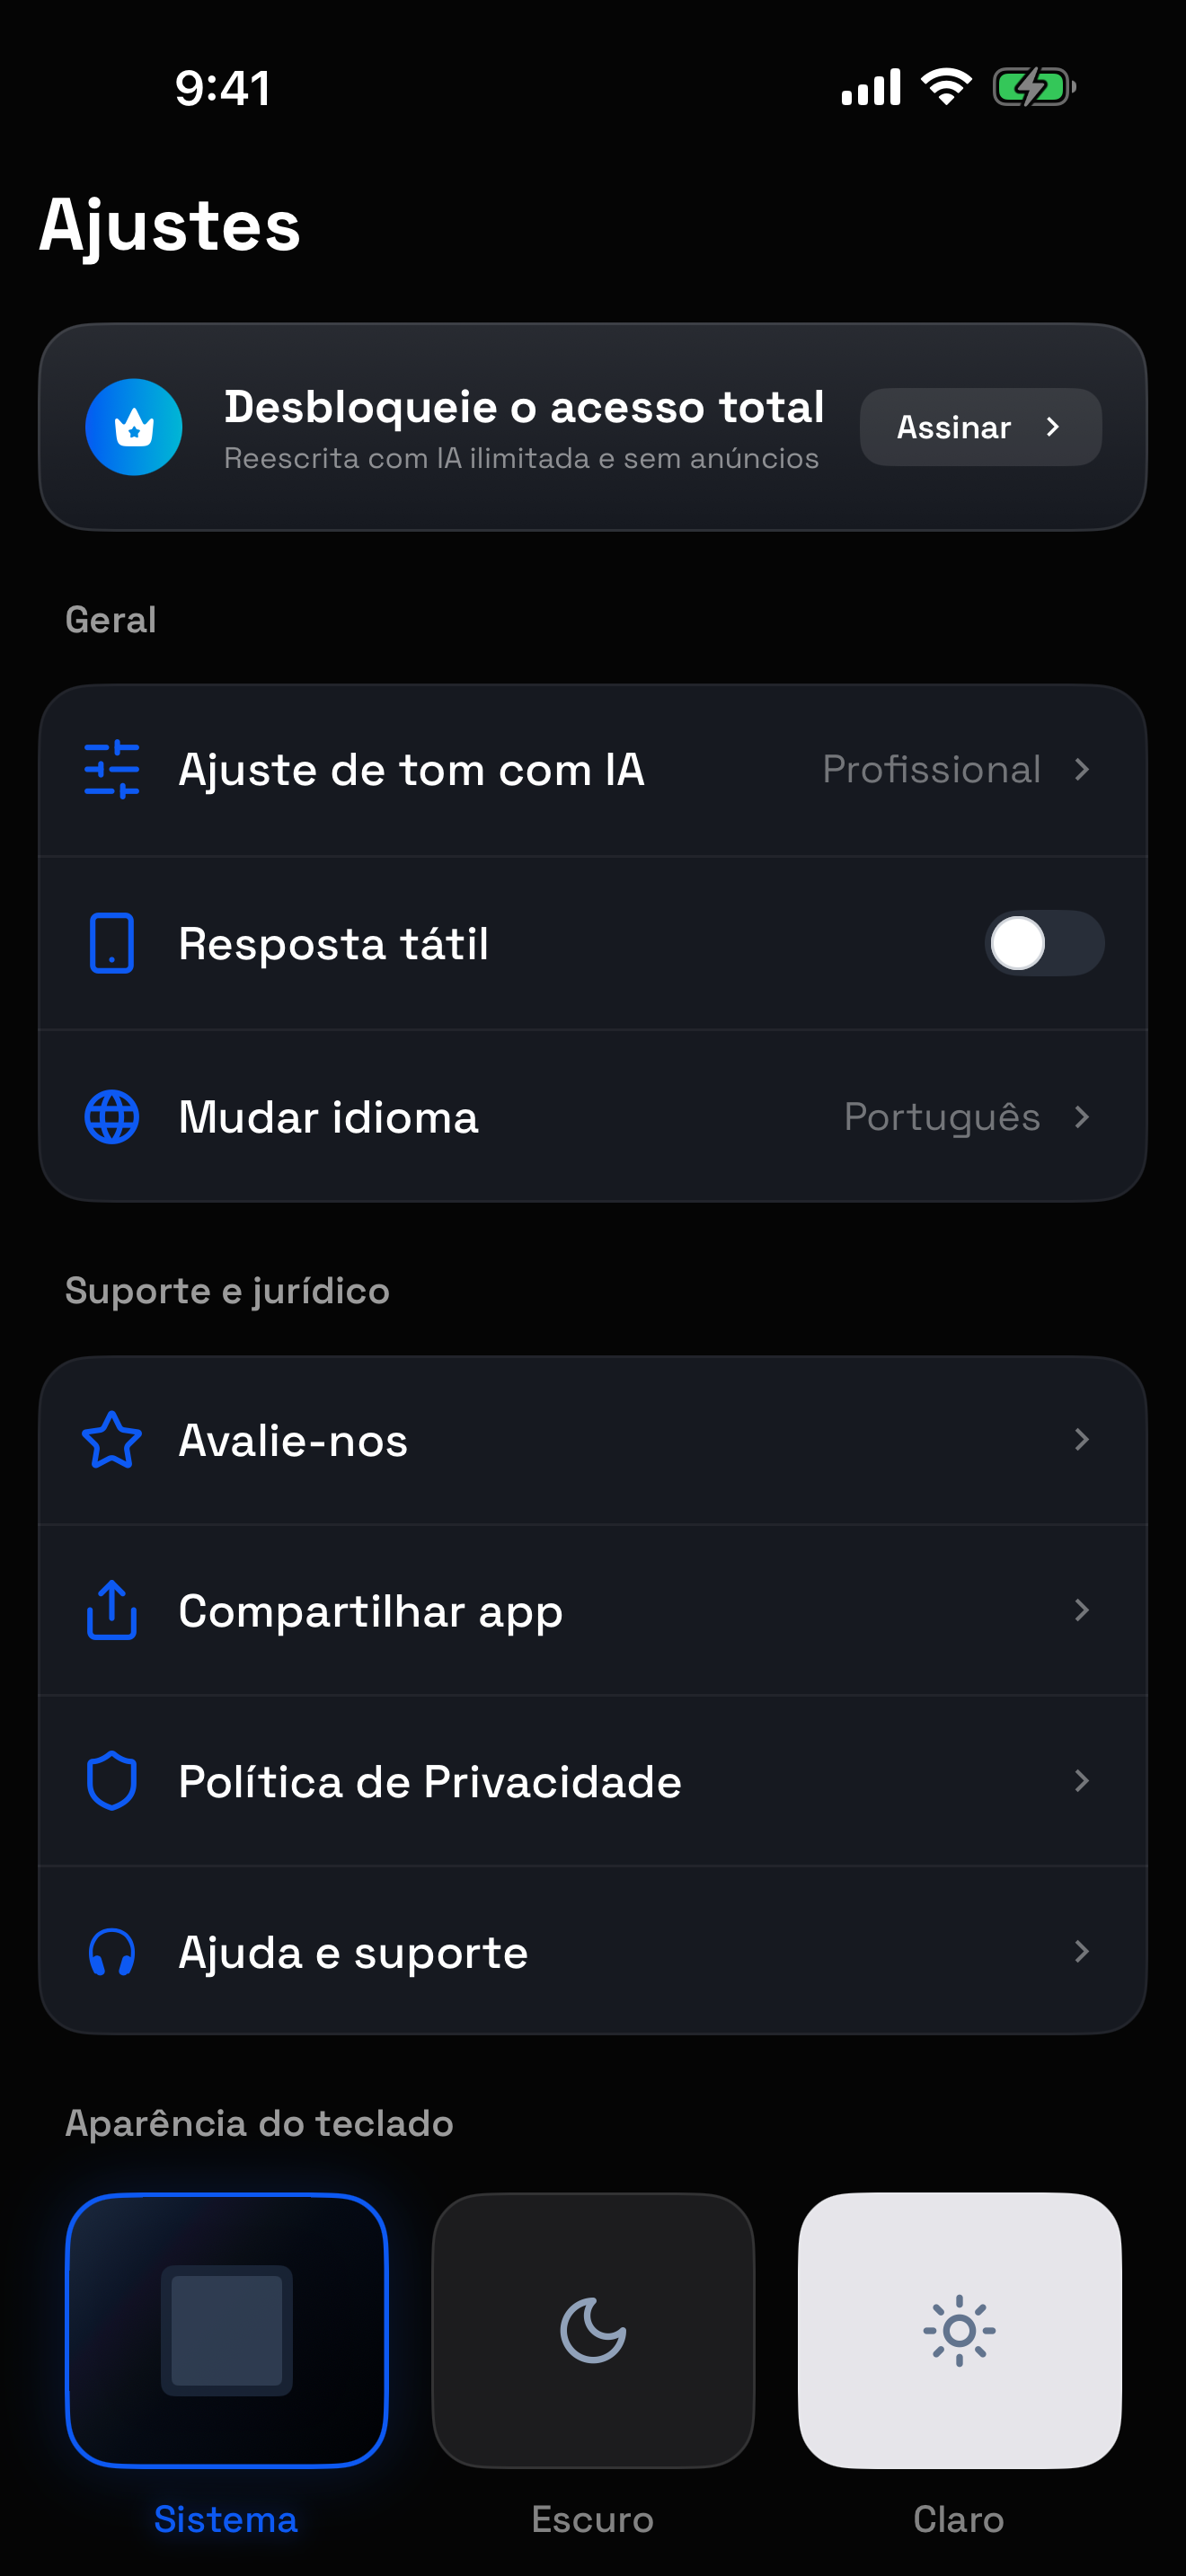 9:41
Ajustes
Desbloqueie o acesso total
Reescrita com IA ilimitada e sem anúncios
Assinar
Geral
Ajuste de tom com IA
Profissional
Resposta tátil
Mudar idioma
Português
Suporte e jurídico
Avalie-nos
Compartilhar app
Política de Privacidade
Ajuda e suporte
Aparência do teclado
Sistema
Escuro
Claro